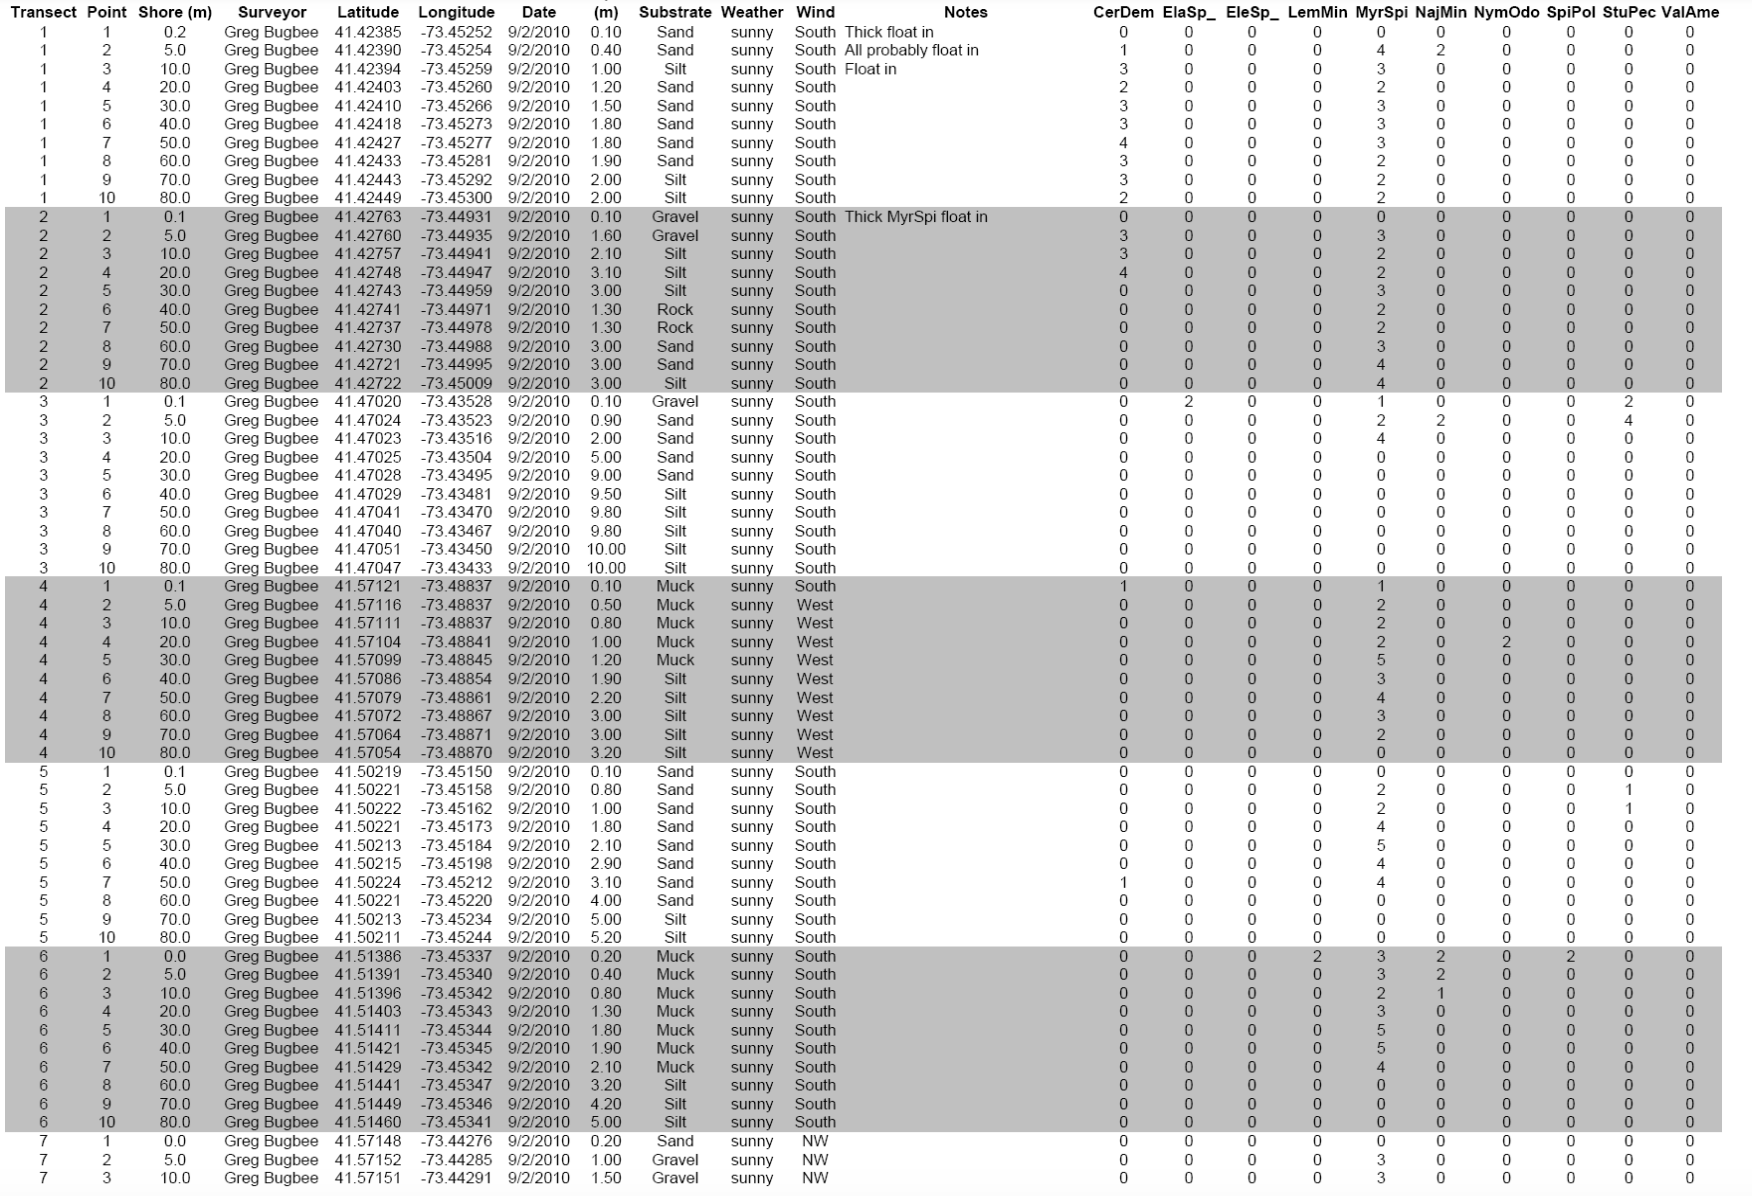 Transect Point Shore (m) Surveyor Latitude Longitude Date (m) Substrate Weather Wind Notes CerDem ElaSp_ EleSp_ LemMin MyrSpi NajMin NymOdo SpiPol StuPec ValAme
1 1 0.2 Greg Bugbee 41.42385 -73.45252 9/2/2010 0.10 Sand sunny South Thick float in 0 0 0 0 0 0 0 0 0 0
1 2 5.0 Greg Bugbee 41.42390 -73.45254 9/2/2010 0.40 Sand sunny South All probably float in 1 0 0 0 4 2 0 0 0 0
1 3 10.0 Greg Bugbee 41.42394 -73.45259 9/2/2010 1.00 Silt sunny South Float in 3 0 0 0 3 0 0 0 0 0
1 4 20.0 Greg Bugbee 41.42403 -73.45260 9/2/2010 1.20 Sand sunny South 2 0 0 0 2 0 0 0 0 0
1 5 30.0 Greg Bugbee 41.42410 -73.45266 9/2/2010 1.50 Sand sunny South 3 0 0 0 3 0 0 0 0 0
1 6 40.0 Greg Bugbee 41.42418 -73.45273 9/2/2010 1.80 Sand sunny South 3 0 0 0 3 0 0 0 0 0
1 7 50.0 Greg Bugbee 41.42427 -73.45277 9/2/2010 1.80 Sand sunny South 4 0 0 0 3 0 0 0 0 0
1 8 60.0 Greg Bugbee 41.42433 -73.45281 9/2/2010 1.90 Sand sunny South 3 0 0 0 2 0 0 0 0 0
1 9 70.0 Greg Bugbee 41.42443 -73.45292 9/2/2010 2.00 Silt sunny South 3 0 0 0 2 0 0 0 0 0
1 10 80.0 Greg Bugbee 41.42449 -73.45300 9/2/2010 2.00 Silt sunny South 2 0 0 0 2 0 0 0 0 0
2 1 0.1 Greg Bugbee 41.42763 -73.44931 9/2/2010 0.10 Gravel sunny South Thick MyrSpi float in 0 0 0 0 0 0 0 0 0 0
2 2 5.0 Greg Bugbee 41.42760 -73.44935 9/2/2010 1.60 Gravel sunny South 3 0 0 0 3 0 0 0 0 0
2 3 10.0 Greg Bugbee 41.42757 -73.44941 9/2/2010 2.10 Silt sunny South 3 0 0 0 2 0 0 0 0 0
2 4 20.0 Greg Bugbee 41.42748 -73.44947 9/2/2010 3.10 Silt sunny South 4 0 0 0 2 0 0 0 0 0
2 5 30.0 Greg Bugbee 41.42743 -73.44959 9/2/2010 3.00 Silt sunny South 0 0 0 0 3 0 0 0 0 0
2 6 40.0 Greg Bugbee 41.42741 -73.44971 9/2/2010 1.30 Rock sunny South 0 0 0 0 2 0 0 0 0 0
2 7 50.0 Greg Bugbee 41.42737 -73.44978 9/2/2010 1.30 Rock sunny South 0 0 0 0 2 0 0 0 0 0
2 8 60.0 Greg Bugbee 41.42730 -73.44988 9/2/2010 3.00 Sand sunny South 0 0 0 0 3 0 0 0 0 0
2 9 70.0 Greg Bugbee 41.42721 -73.44995 9/2/2010 3.00 Sand sunny South 0 0 0 0 4 0 0 0 0 0
2 10 80.0 Greg Bugbee 41.42722 -73.45009 9/2/2010 3.00 Silt sunny South 0 0 0 0 4 0 0 0 0 0
3 1 0.1 Greg Bugbee 41.47020 -73.43528 9/2/2010 0.10 Gravel sunny South 0 2 0 0 1 0 0 0 2 0
3 2 5.0 Greg Bugbee 41.47024 -73.43523 9/2/2010 0.90 Sand sunny South 0 0 0 0 2 2 0 0 4 0
3 3 10.0 Greg Bugbee 41.47023 -73.43516 9/2/2010 2.00 Sand sunny South 0 0 0 0 4 0 0 0 0 0
3 4 20.0 Greg Bugbee 41.47025 -73.43504 9/2/2010 5.00 Sand sunny South 0 0 0 0 0 0 0 0 0 0
3 5 30.0 Greg Bugbee 41.47028 -73.43495 9/2/2010 9.00 Sand sunny South 0 0 0 0 0 0 0 0 0 0
3 6 40.0 Greg Bugbee 41.47029 -73.43481 9/2/2010 9.50 Silt sunny South 0 0 0 0 0 0 0 0 0 0
3 7 50.0 Greg Bugbee 41.47041 -73.43470 9/2/2010 9.80 Silt sunny South 0 0 0 0 0 0 0 0 0 0
3 8 60.0 Greg Bugbee 41.47040 -73.43467 9/2/2010 9.80 Silt sunny South 0 0 0 0 0 0 0 0 0 0
3 9 70.0 Greg Bugbee 41.47051 -73.43450 9/2/2010 10.00 Silt sunny South 0 0 0 0 0 0 0 0 0 0
3 10 80.0 Greg Bugbee 41.47047 -73.43433 9/2/2010 10.00 Silt sunny South 0 0 0 0 0 0 0 0 0 0
4 1 0.1 Greg Bugbee 41.57121 -73.48837 9/2/2010 0.10 Muck sunny South 1 0 0 0 1 0 0 0 0 0
4 2 5.0 Greg Bugbee 41.57116 -73.48837 9/2/2010 0.50 Muck sunny West 0 0 0 0 2 0 0 0 0 0
4 3 10.0 Greg Bugbee 41.57111 -73.48837 9/2/2010 0.80 Muck sunny West 0 0 0 0 2 0 0 0 0 0
4 4 20.0 Greg Bugbee 41.57104 -73.48841 9/2/2010 1.00 Muck sunny West 0 0 0 0 2 0 2 0 0 0
4 5 30.0 Greg Bugbee 41.57099 -73.48845 9/2/2010 1.20 Muck sunny West 0 0 0 0 5 0 0 0 0 0
4 6 40.0 Greg Bugbee 41.57086 -73.48854 9/2/2010 1.90 Silt sunny West 0 0 0 0 3 0 0 0 0 0
4 7 50.0 Greg Bugbee 41.57079 -73.48861 9/2/2010 2.20 Silt sunny West 0 0 0 0 4 0 0 0 0 0
4 8 60.0 Greg Bugbee 41.57072 -73.48867 9/2/2010 3.00 Silt sunny West 0 0 0 0 3 0 0 0 0 0
4 9 70.0 Greg Bugbee 41.57064 -73.48871 9/2/2010 3.00 Silt sunny West 0 0 0 0 2 0 0 0 0 0
4 10 80.0 Greg Bugbee 41.57054 -73.48870 9/2/2010 3.20 Silt sunny West 0 0 0 0 0 0 0 0 0 0
5 1 0.1 Greg Bugbee 41.50219 -73.45150 9/2/2010 0.10 Sand sunny South 0 0 0 0 0 0 0 0 0 0
5 2 5.0 Greg Bugbee 41.50221 -73.45158 9/2/2010 0.80 Sand sunny South 0 0 0 0 2 0 0 0 1 0
5 3 10.0 Greg Bugbee 41.50222 -73.45162 9/2/2010 1.00 Sand sunny South 0 0 0 0 2 0 0 0 1 0
5 4 20.0 Greg Bugbee 41.50221 -73.45173 9/2/2010 1.80 Sand sunny South 0 0 0 0 4 0 0 0 0 0
5 5 30.0 Greg Bugbee 41.50213 -73.45184 9/2/2010 2.10 Sand sunny South 0 0 0 0 5 0 0 0 0 0
5 6 40.0 Greg Bugbee 41.50215 -73.45198 9/2/2010 2.90 Sand sunny South 0 0 0 0 4 0 0 0 0 0
5 7 50.0 Greg Bugbee 41.50224 -73.45212 9/2/2010 3.10 Sand sunny South 1 0 0 0 4 0 0 0 0 0
5 8 60.0 Greg Bugbee 41.50221 -73.45220 9/2/2010 4.00 Sand sunny South 0 0 0 0 0 0 0 0 0 0
5 9 70.0 Greg Bugbee 41.50213 -73.45234 9/2/2010 5.00 Silt sunny South 0 0 0 0 0 0 0 0 0 0
5 10 80.0 Greg Bugbee 41.50211 -73.45244 9/2/2010 5.20 Silt sunny South 0 0 0 0 0 0 0 0 0 0
6 1 0.0 Greg Bugbee 41.51386 -73.45337 9/2/2010 0.20 Muck sunny South 0 0 0 2 3 2 0 2 0 0
6 2 5.0 Greg Bugbee 41.51391 -73.45340 9/2/2010 0.40 Muck sunny South 0 0 0 0 3 2 0 0 0 0
6 3 10.0 Greg Bugbee 41.51396 -73.45342 9/2/2010 0.80 Muck sunny South 0 0 0 0 2 1 0 0 0 0
6 4 20.0 Greg Bugbee 41.51403 -73.45343 9/2/2010 1.30 Muck sunny South 0 0 0 0 3 0 0 0 0 0
6 5 30.0 Greg Bugbee 41.51411 -73.45344 9/2/2010 1.80 Muck sunny South 0 0 0 0 5 0 0 0 0 0
6 6 40.0 Greg Bugbee 41.51421 -73.45345 9/2/2010 1.90 Muck sunny South 0 0 0 0 5 0 0 0 0 0
6 7 50.0 Greg Bugbee 41.51429 -73.45342 9/2/2010 2.10 Muck sunny South 0 0 0 0 4 0 0 0 0 0
6 8 60.0 Greg Bugbee 41.51441 -73.45347 9/2/2010 3.20 Silt sunny South 0 0 0 0 0 0 0 0 0 0
6 9 70.0 Greg Bugbee 41.51449 -73.45346 9/2/2010 4.20 Silt sunny South 0 0 0 0 0 0 0 0 0 0
6 10 80.0 Greg Bugbee 41.51460 -73.45341 9/2/2010 5.00 Silt sunny South 0 0 0 0 0 0 0 0 0 0
7 1 0.0 Greg Bugbee 41.57148 -73.44276 9/2/2010 0.20 Sand sunny NW 0 0 0 0 0 0 0 0 0 0
7 2 5.0 Greg Bugbee 41.57152 -73.44285 9/2/2010 1.00 Gravel sunny NW 0 0 0 0 3 0 0 0 0 0
7 3 10.0 Greg Bugbee 41.57151 -73.44291 9/2/2010 1.50 Gravel sunny NW 0 0 0 0 3 0 0 0 0 0